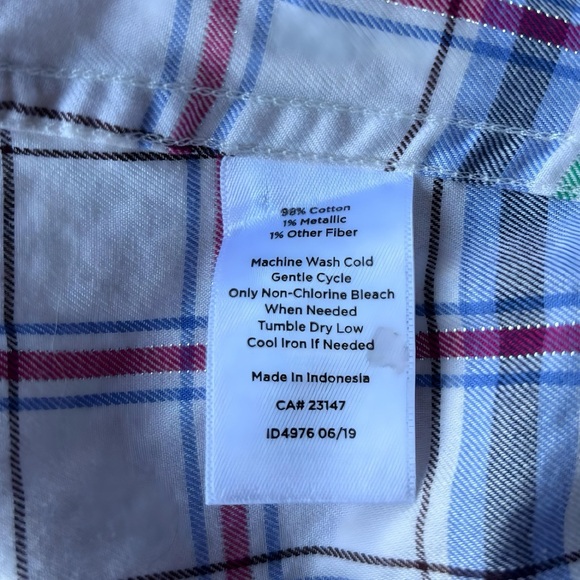 98% Cotton
1% Metallic
1% Other Fiber
Machine Wash Cold
Gentle Cycle
Only Non-Chlorine Bleach
When Needed
Tumble Dry Low
Cool Iron If Needed
Made In Indonesia
CA# 23147
ID4976 06/19